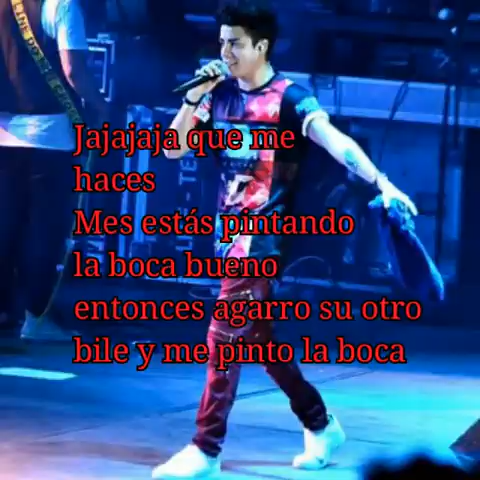 Jajajaja que me
haces
Mes estás pintando
la boca bueno
entonces agarro su otro
bile y me pinto la boca